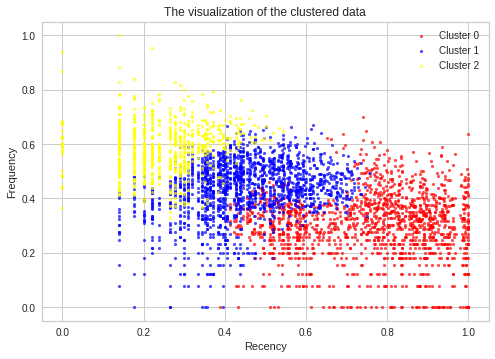 The visualization of the clustered data
Cluster 0
Cluster 1
Cluster 2
1.0
0.8
0.6
0.4
0.2
0.0
Frequency
0.0 0.2 0.4 0.6 0.8 1.0
Recency